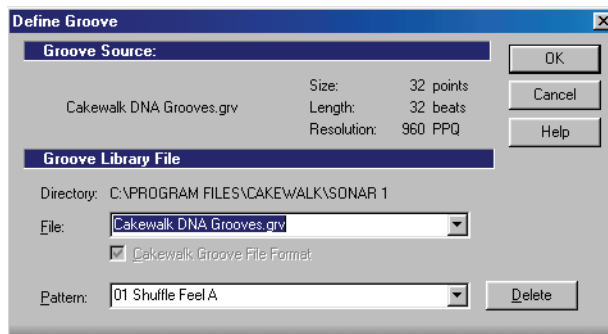 Define Groove
Groove Source:
OK
Size: 32 points
Cakewalk DNA Grooves.grv
Length: 32 beats
Cancel
Resolution: 960 PPQ
Help
Groove Library File
Directory: C:\PROGRAM FILES\CAKEWALK\SONAR 1
File: Cakewalk DNA Grooves.grv
Cakewalk Groove File Format
Pattern: 01 Shuffle Feel A
Delete